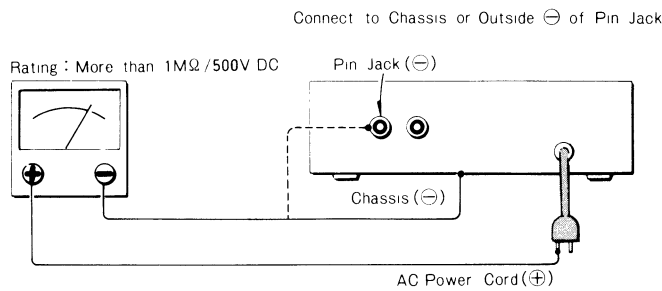 Connect to Chassis or Outside ⊖ of Pin Jack
Rating : More than 1MΩ/500V DC
Pin Jack (⊖)
Chassis (⊖)
AC Power Cord (⊕)